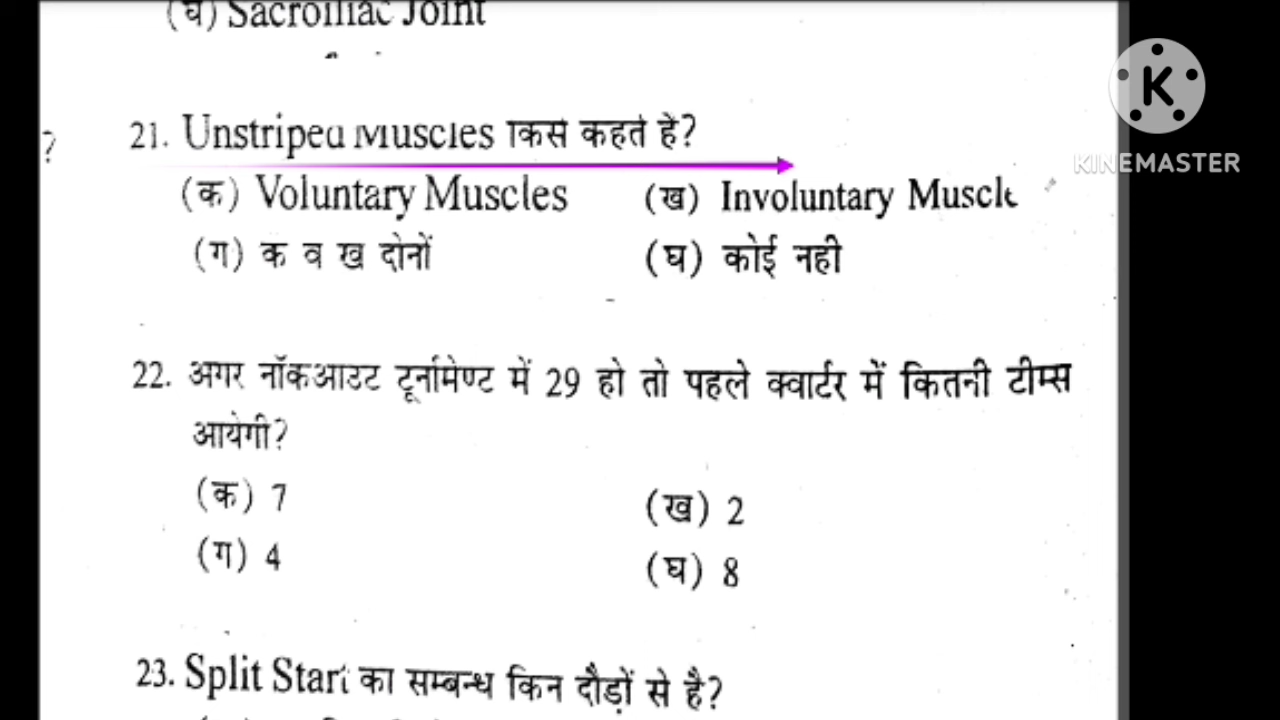 (घ) Sacroiliac Joint
?
21. Unstriped Muscles किसे कहते है?
(क) Voluntary Muscles (ख) Involuntary Muscle
(ग) क व ख दोनों (घ) कोई नही
22. अगर नॉकआउट टूर्नामेण्ट में 29 हो तो पहले क्वार्टर में कितनी टीम्स
आयेगी?
(क) 7 (ख) 2
(ग) 4 (घ) 8
23. Split Start का सम्बन्ध किन दौड़ों से है?
K
KINEMASTER